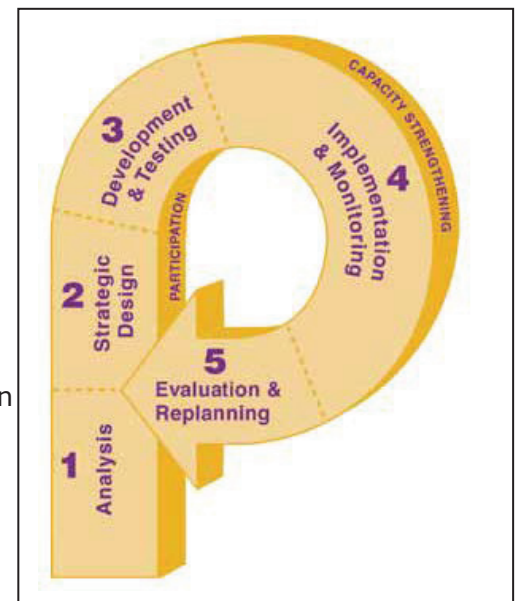 1
Analysis
2
Strategic
Design
3
Development
& Testing
PARTICIPATION
4
Implementation
& Monitoring
CAPACITY STRENGTHENING
5
Evaluation &
Replanning
n